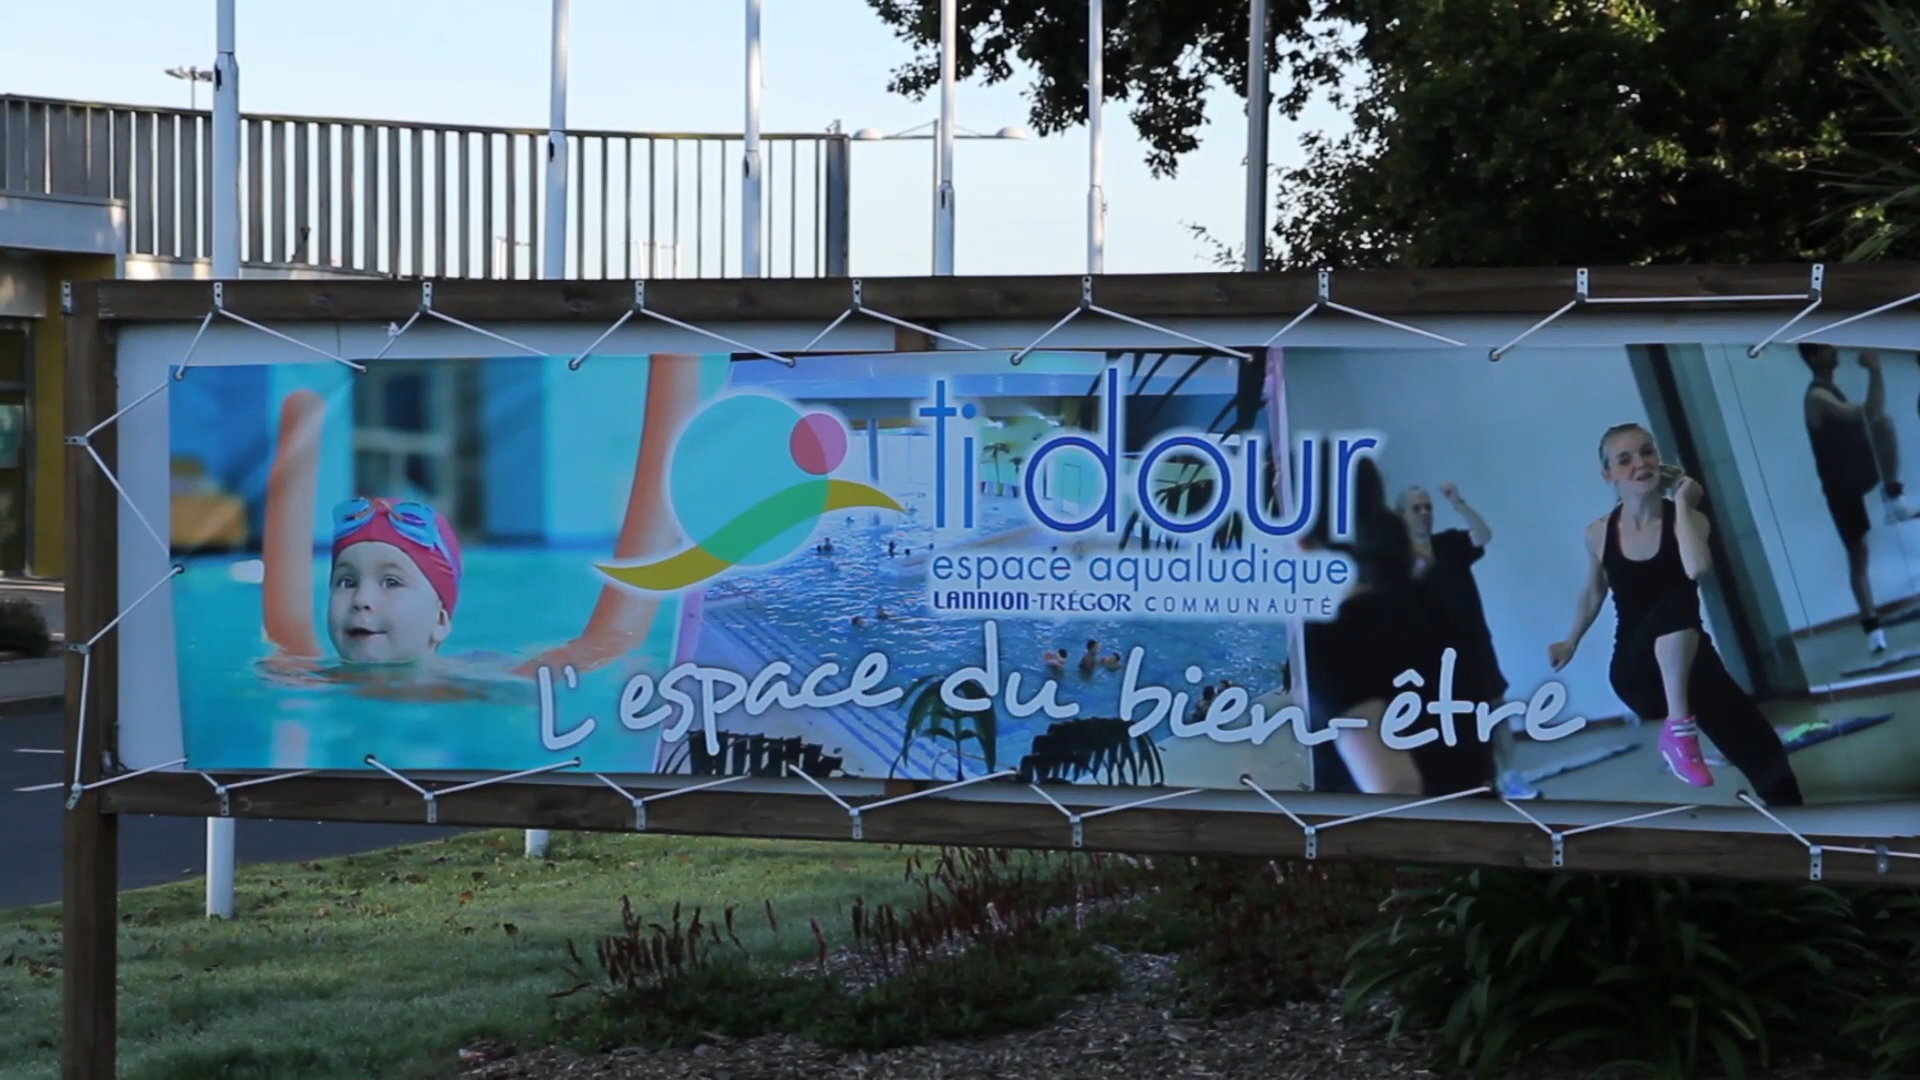 ti dour
espace aqualudique
LANNION-TRÉGOR COMMUNAUTÉ
L'espace du bien-être